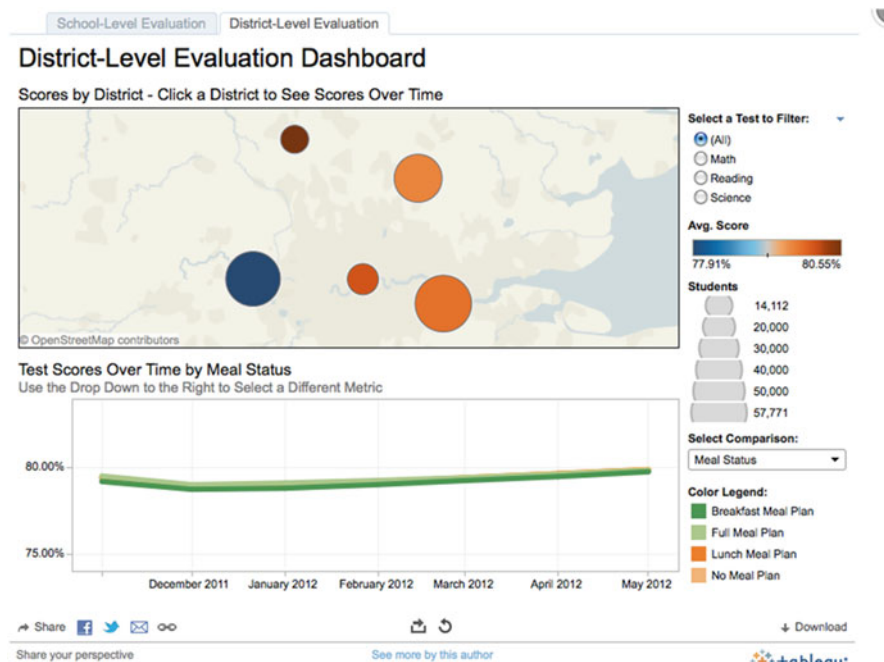 School-Level Evaluation
District-Level Evaluation
District-Level Evaluation Dashboard
Scores by District - Click a District to See Scores Over Time
© OpenStreetMap contributors
Select a Test to Filter:
(All)
Math
Reading
Science
Avg. Score
77.91% 80.55%
Students
14,112
20,000
30,000
40,000
50,000
57,771
Test Scores Over Time by Meal Status
Use the Drop Down to the Right to Select a Different Metric
80.00%
75.00%
December 2011 January 2012 February 2012 March 2012 April 2012 May 2012
Select Comparison:
Meal Status
Color Legend:
Breakfast Meal Plan
Full Meal Plan
Lunch Meal Plan
No Meal Plan
Share
Download
Share your perspective
See more by this author
tableau